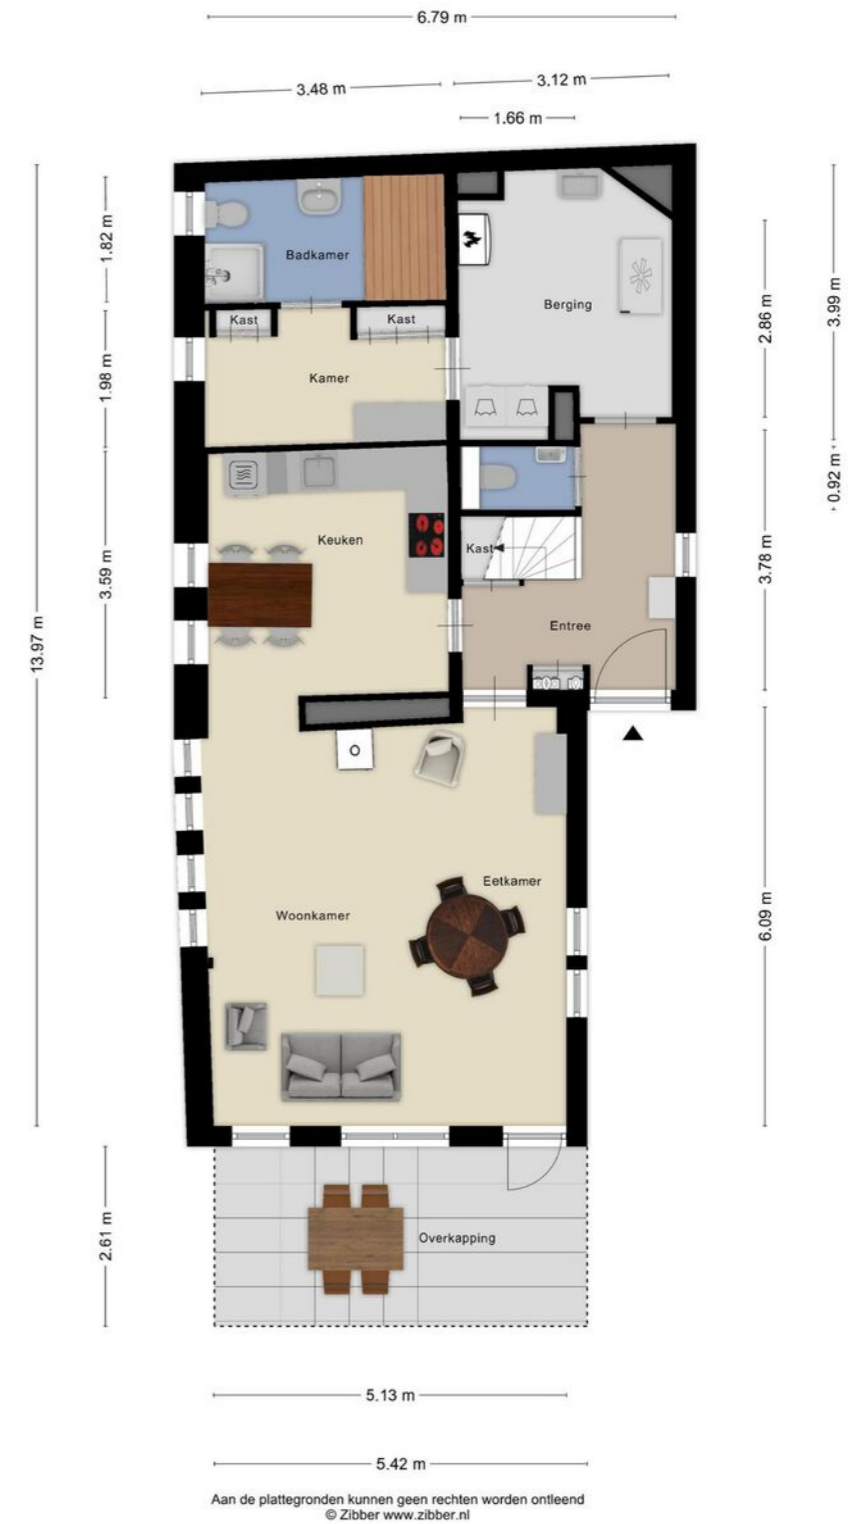 6.79 m
3.48 m
3.12 m
1.66 m
1.82 m
1.98 m
3.59 m
13.97 m
2.61 m
2.86 m
3.99 m
0.92 m
3.78 m
6.09 m
Badkamer
Berging
Kast
Kast
Kamer
Keuken
Kast
Entree
Eetkamer
Woonkamer
Overkapping
5.13 m
5.42 m
Aan de plattegronden kunnen geen rechten worden ontleend
© Zibber www.zibber.nl